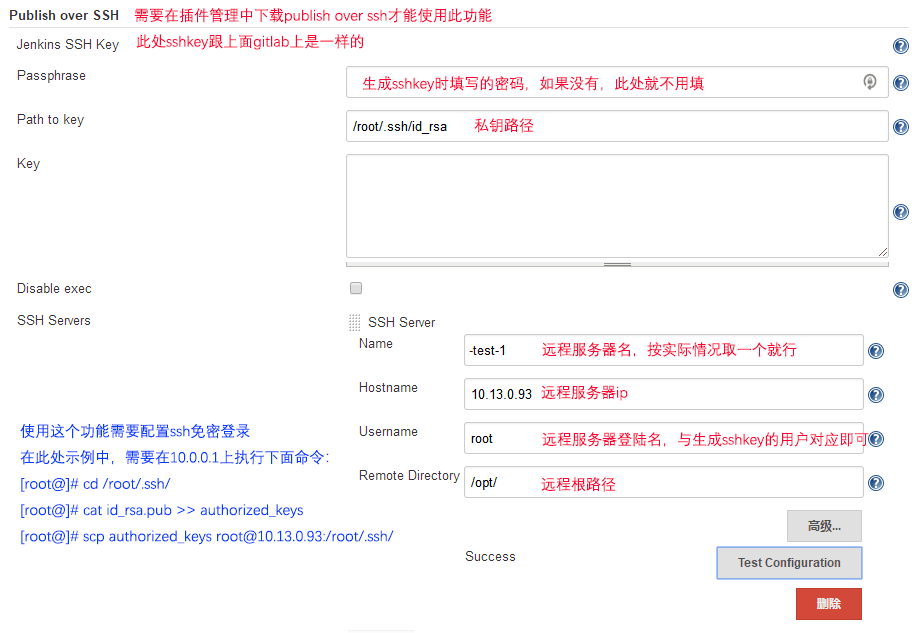 Publish over SSH 需要在插件管理中下载publish over ssh才能使用此功能
Jenkins SSH Key 此处sshkey跟上面gitlab上是一样的
Passphrase 生成sshkey时填写的密码，如果没有，此处就不用填
Path to key /root/.ssh/id_rsa 私钥路径
Key
Disable exec
SSH Servers SSH Server
Name -test-1 远程服务器名，按实际情况取一个就行
Hostname 10.13.0.93 远程服务器ip
Username root 远程服务器登陆名，与生成sshkey的用户对应即可
Remote Directory /opt/ 远程根路径
使用这个功能需要配置ssh免密登录
在此处示例中，需要在10.0.0.1上执行下面命令：
[root@]# cd /root/.ssh/
[root@]# cat id_rsa.pub >> authorized_keys
[root@]# scp authorized_keys root@10.13.0.93:/root/.ssh/
高级...
Success Test Configuration
删除